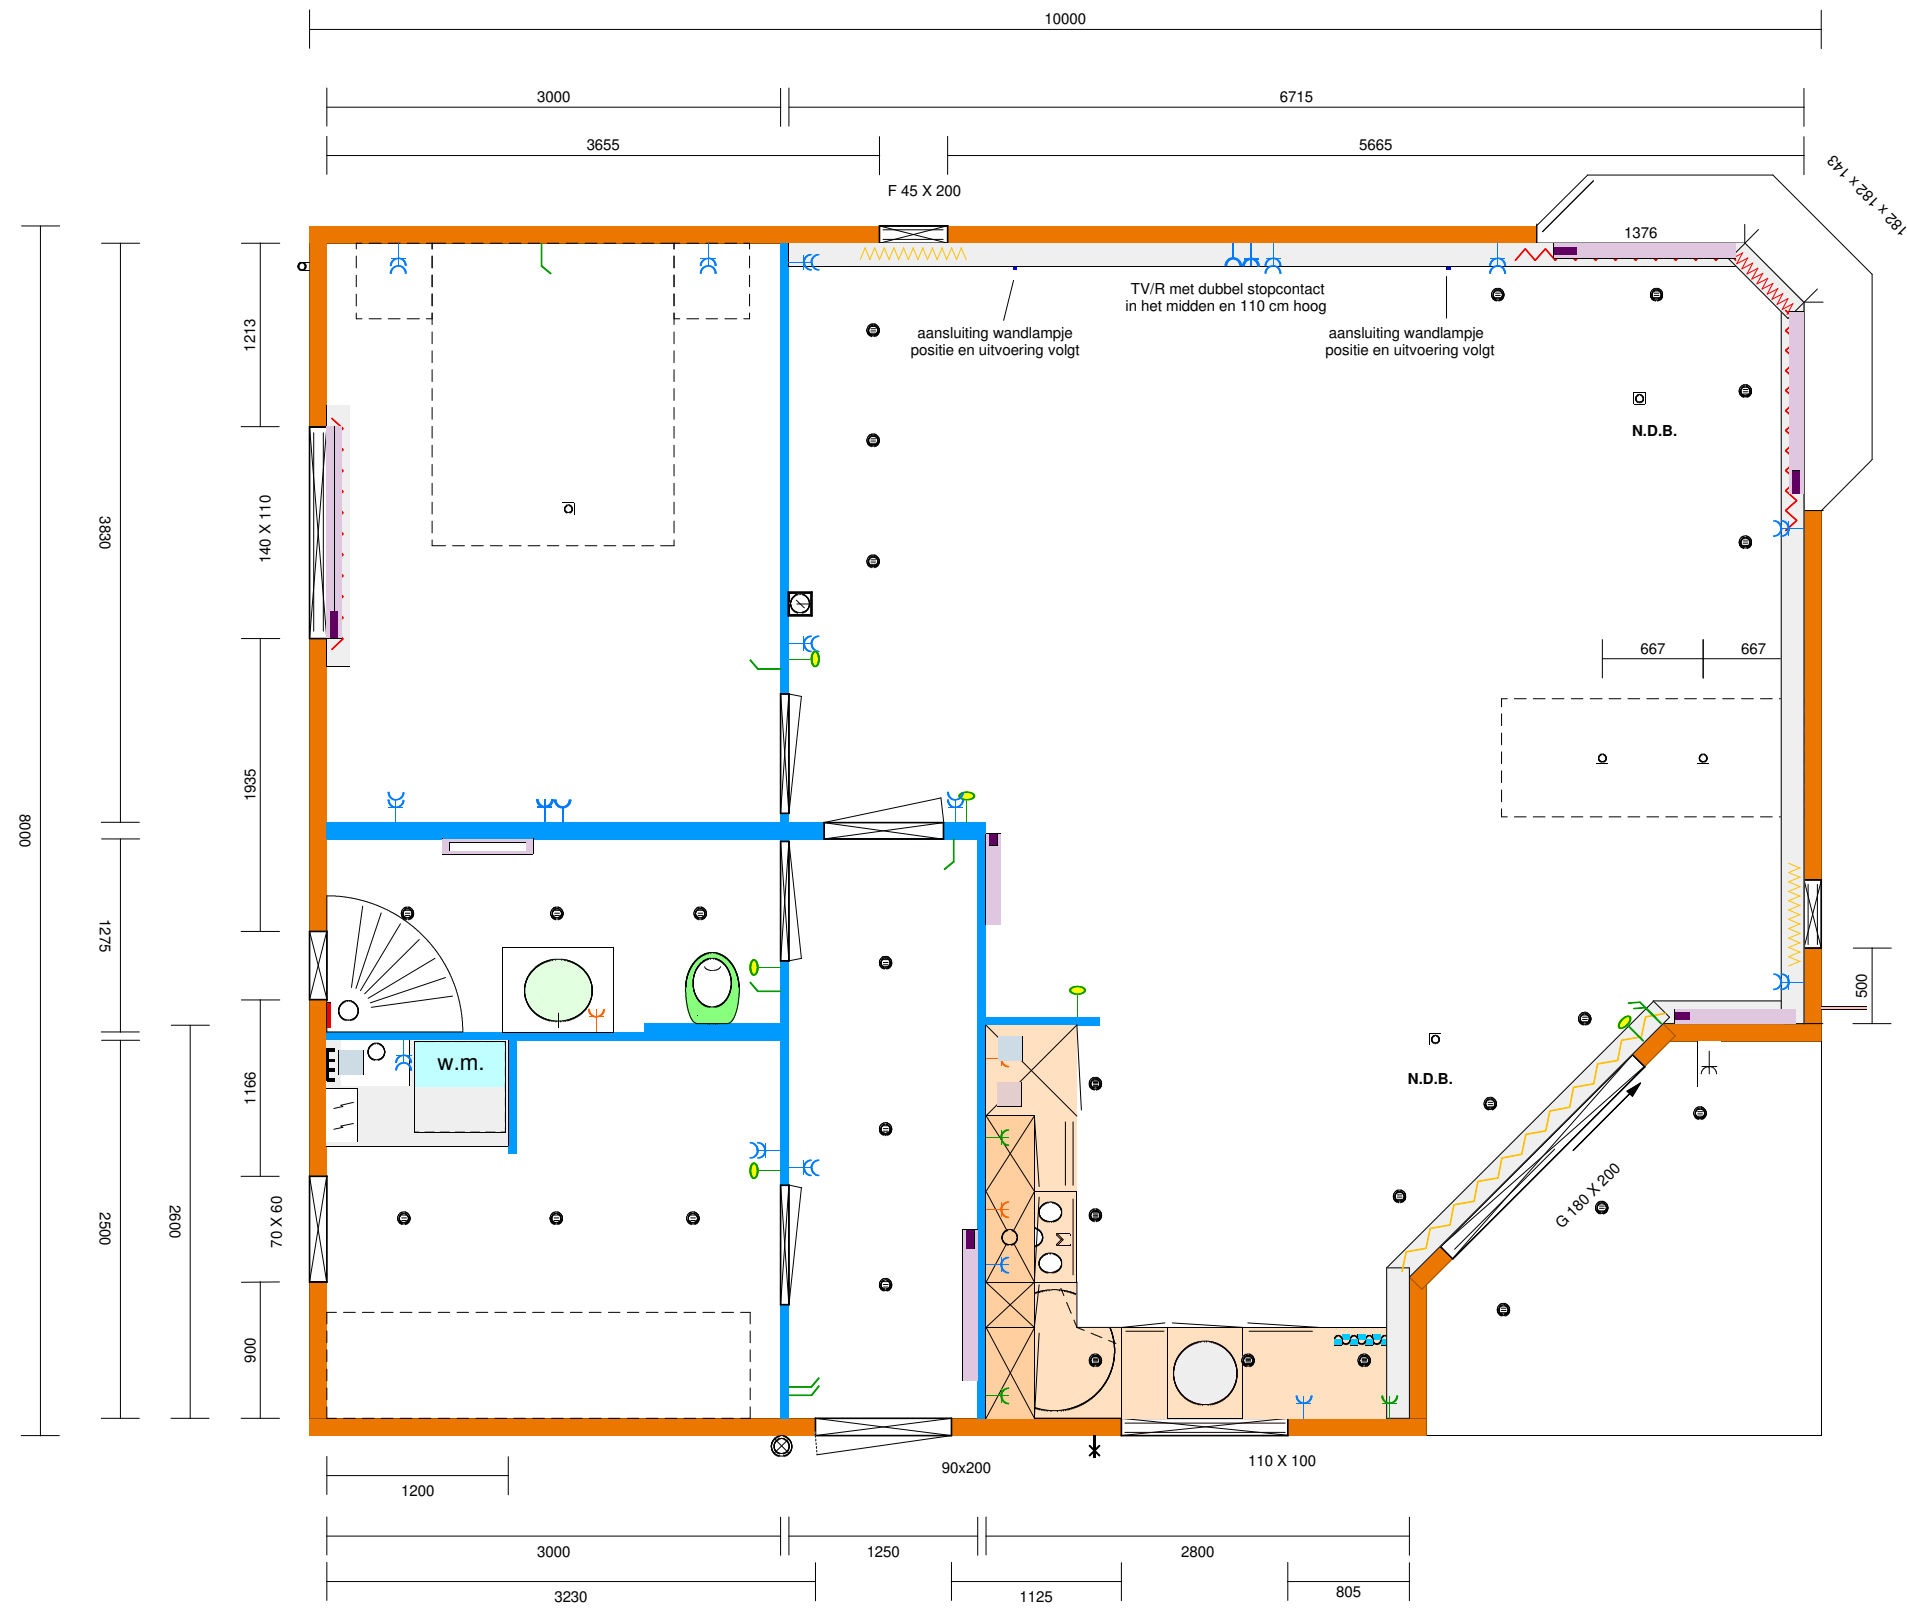 10000
3000
6715
3655
5665
F 45 X 200
182 x 182 x 143
1376
TV/R met dubbel stopcontact
in het midden en 110 cm hoog
aansluiting wandlampje
positie en uitvoering volgt
aansluiting wandlampje
positie en uitvoering volgt
1213
N.D.B.
140 X 110
3830
667
667
1935
8000
1275
500
w.m.
1166
N.D.B.
G 180 X 200
70 X 60
2600
2500
M
900
90x200
110 X 100
1200
3000
1250
2800
3230
1125
805